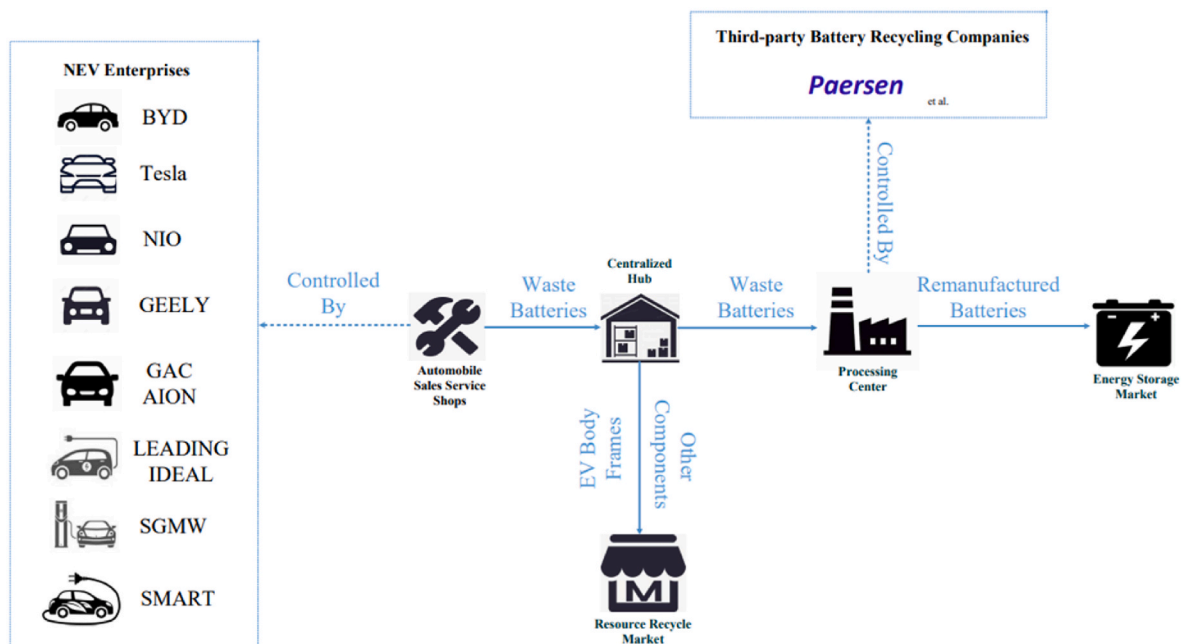 NEV Enterprises
BYD
Tesla
NIO
GEELY
GAC
AION
LEADING
IDEAL
SGMW
SMART
Controlled
By
Automobile
Sales Service
Shops
Waste
Batteries
Centralized
Hub
EV Body
Frames
Other
Components
Resource Recycle
Market
Waste
Batteries
Third-party Battery Recycling Companies
Paersen
et al.
Controlled By
Processing
Center
Remanufactured
Batteries
Energy Storage
Market
M